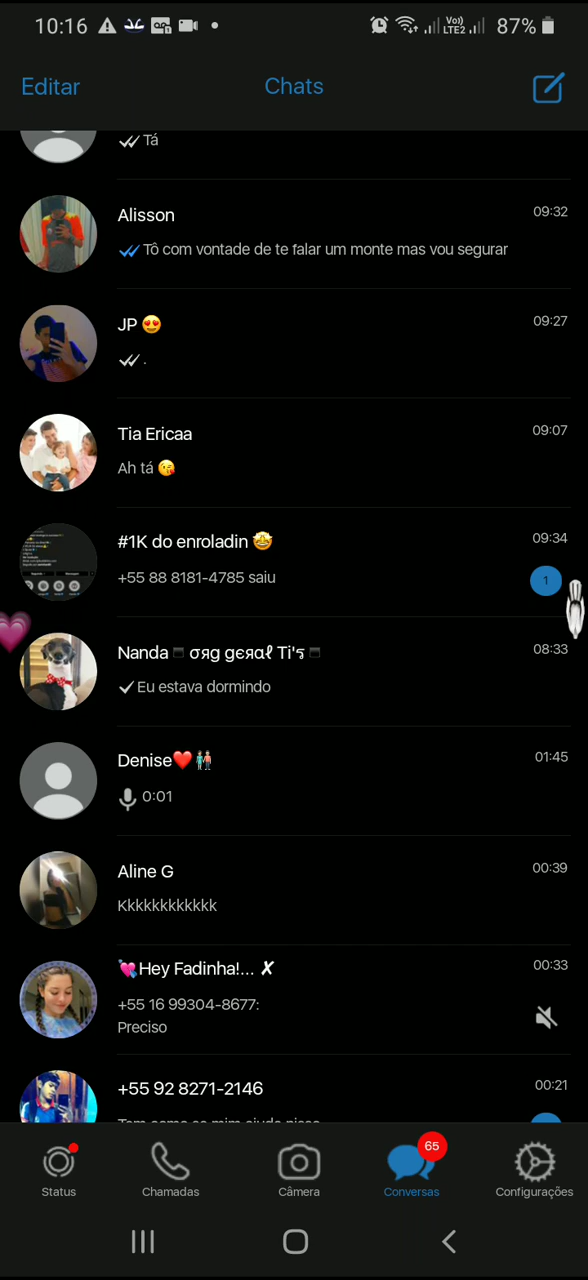 10:16
Vo))
LTE2
87%
Editar
Chats
Tá
Alisson
09:32
Tô com vontade de te falar um monte mas vou segurar
JP 😍
09:27
.
Tia Ericaa
09:07
Ah tá 😘
#1K do enroladin 🤩
09:34
+55 88 8181-4785 saiu
1
Nanda▪️σяg gєяαℓ Ti'ร▪️
08:33
Eu estava dormindo
Denise❤️👬
01:45
0:01
Aline G
00:39
Kkkkkkkkkkkk
💘Hey Fadinha!... ✘
00:33
+55 16 99304-8677:
Preciso
+55 92 8271-2146
00:21
65
Status
Chamadas
Câmera
Conversas
Configurações